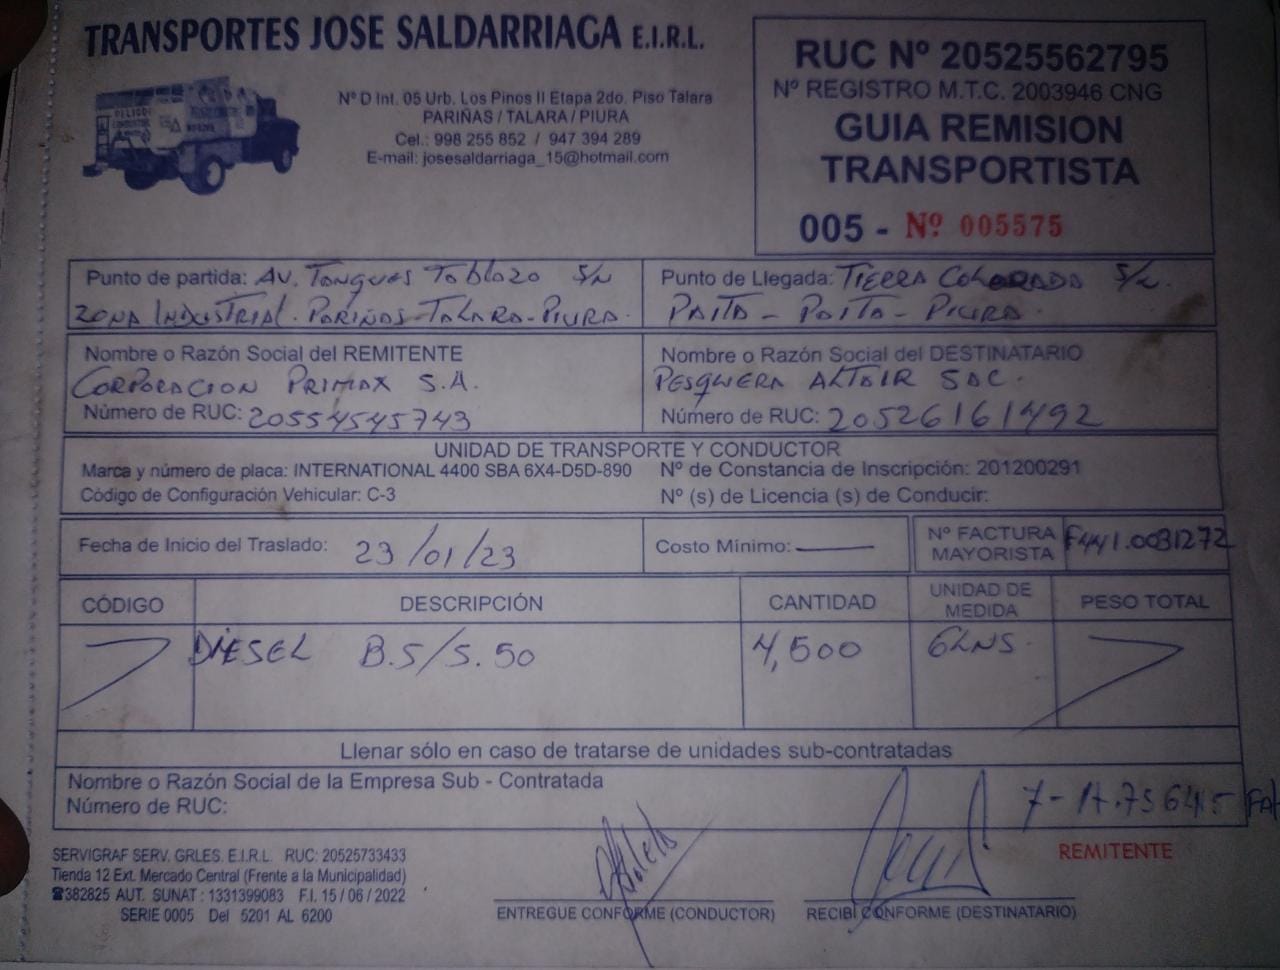 TRANSPORTES JOSE SALDARRIAGA E.I.R.L.
Nº D Int. 05 Urb. Los Pinos II Etapa 2do. Piso Talara
PARIÑAS / TALARA / PIURA
Cel.: 998 255 852 / 947 394 289
E-mail: josesaldarriaga_15@hotmail.com
RUC Nº 20525562795
Nº REGISTRO M.T.C. 2003946 CNG
GUIA REMISION
TRANSPORTISTA
005 - Nº 005575
Punto de partida: AV. Tanques Tablazo S/N
ZONA INDUSTRIAL. PARIÑAS-TALARA-PIURA.
Punto de Llegada: TIERRA COLORADA S/N.
PAITA - PAITA - PIURA.
Nombre o Razón Social del REMITENTE
CORPORACION PRIMAX S.A.
Número de RUC: 20554545743
Nombre o Razón Social del DESTINATARIO
PESQUERA ALTAIR SAC.
Número de RUC: 20526161492
UNIDAD DE TRANSPORTE Y CONDUCTOR
Marca y número de placa: INTERNATIONAL 4400 SBA 6X4-D5D-890
Nº de Constancia de Inscripción: 201200291
Código de Configuración Vehicular: C-3
Nº (s) de Licencia (s) de Conducir:
Fecha de Inicio del Traslado: 23/01/23
Costo Mínimo:
Nº FACTURA MAYORISTA F441.0031272
CÓDIGO DESCRIPCIÓN CANTIDAD UNIDAD DE MEDIDA PESO TOTAL
DIESEL B.5/S.50 4,500 GLNS.
Llenar sólo en caso de tratarse de unidades sub-contratadas
Nombre o Razón Social de la Empresa Sub - Contratada
Número de RUC:
REMITENTE
SERVIGRAF SERV. GRLES. E.I.R.L. RUC: 20525733433
Tienda 12 Ext. Mercado Central (Frente a la Municipalidad)
☎382825 AUT. SUNAT : 1331399083 F.I. 15 / 06 / 2022
SERIE 0005 Del 5201 AL 6200
ENTREGUE CONFORME (CONDUCTOR)
RECIBÍ CONFORME (DESTINATARIO)